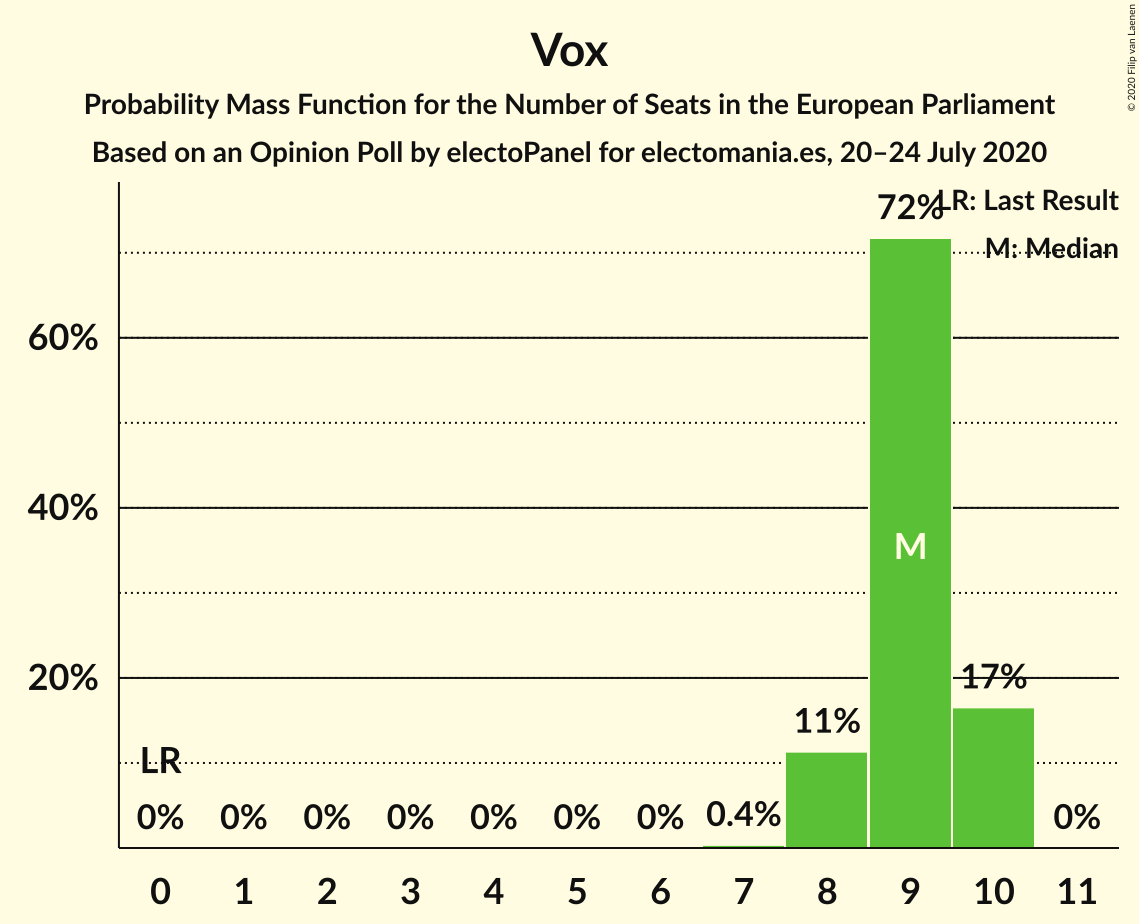 Vox
Probability Mass Function for the Number of Seats in the European Parliament
Based on an Opinion Poll by electoPanel for electomania.es, 20–24 July 2020
© 2020 Filip van Laenen
LR: Last Result
M: Median
72%
60%
40%
M
20%
17%
11%
LR
0% 0% 0% 0% 0% 0% 0% 0.4% 0%
0 1 2 3 4 5 6 7 8 9 10 11